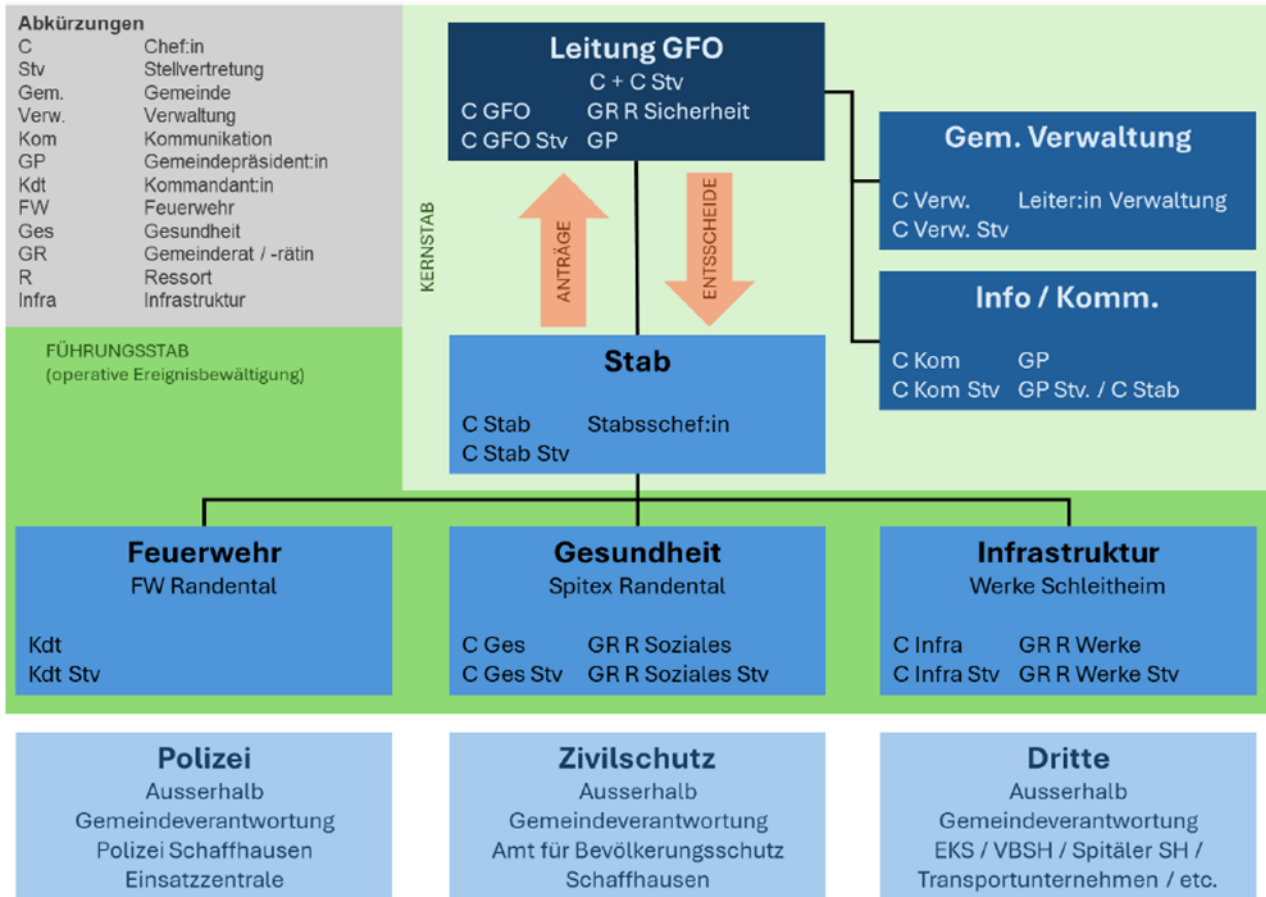 Abkürzungen
C Chef:in
Stv Stellvertretung
Gem. Gemeinde
Verw. Verwaltung
Kom Kommunikation
GP Gemeindepräsident:in
Kdt Kommandant:in
FW Feuerwehr
Ges Gesundheit
GR Gemeinderat / -rätin
R Ressort
Infra Infrastruktur
Leitung GFO
C + C Stv
C GFO GR R Sicherheit
C GFO Stv GP
Gem. Verwaltung
C Verw. Leiter:in Verwaltung
C Verw. Stv
Info / Komm.
C Kom GP
C Kom Stv GP Stv. / C Stab
KERNSTAB
ANTRÄGE
ENTSSCHEIDE
FÜHRUNGSSTAB
(operative Ereignisbewältigung)
Stab
C Stab Stabsschef:in
C Stab Stv
Feuerwehr
FW Randental
Kdt
Kdt Stv
Gesundheit
Spitex Randental
C Ges GR R Soziales
C Ges Stv GR R Soziales Stv
Infrastruktur
Werke Schleitheim
C Infra GR R Werke
C Infra Stv GR R Werke Stv
Polizei
Ausserhalb
Gemeindeverantwortung
Polizei Schaffhausen
Einsatzzentrale
Zivilschutz
Ausserhalb
Gemeindeverantwortung
Amt für Bevölkerungsschutz
Schaffhausen
Dritte
Ausserhalb
Gemeindeverantwortung
EKS / VBSH / Spitäler SH /
Transportunternehmen / etc.